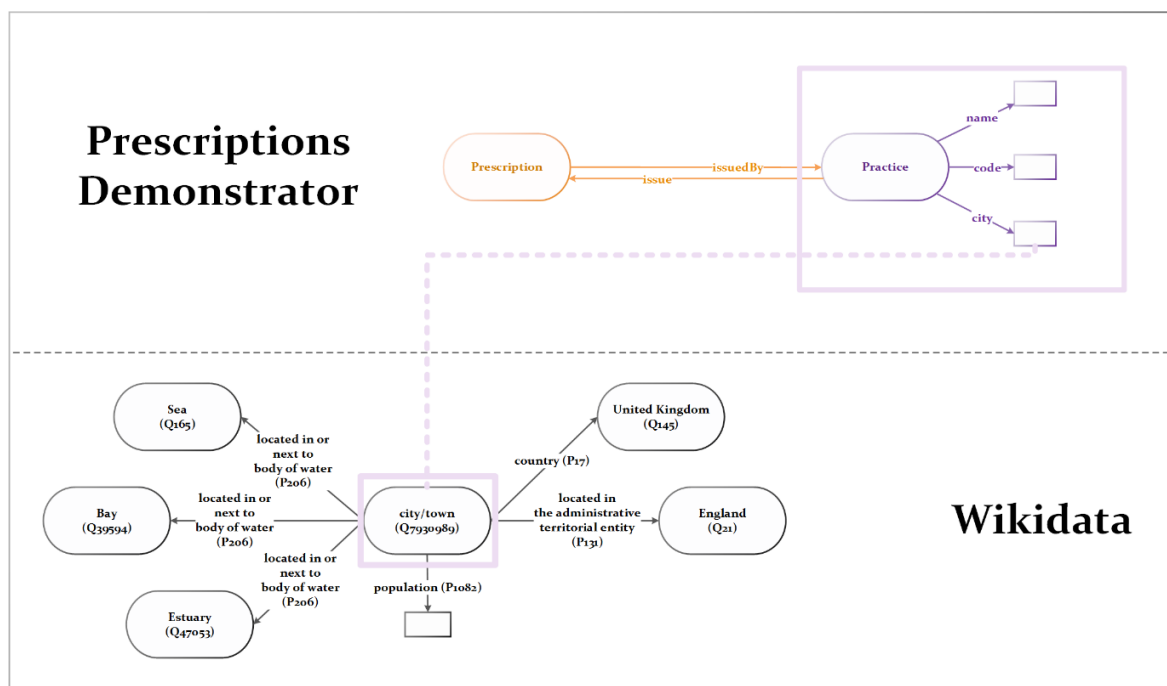 Prescriptions
Demonstrator
Prescription
issuedBy
issue
Practice
name
code
city
Sea
(Q165)
located in or
next to
body of water
(P206)
Bay
(Q39594)
located in or
next to
body of water
(P206)
Estuary
(Q47053)
located in or
next to
body of water
(P206)
city/town
(Q7930989)
population (P1082)
country (P17)
United Kingdom
(Q145)
located in
the administrative
territorial entity
(P131)
England
(Q21)
Wikidata